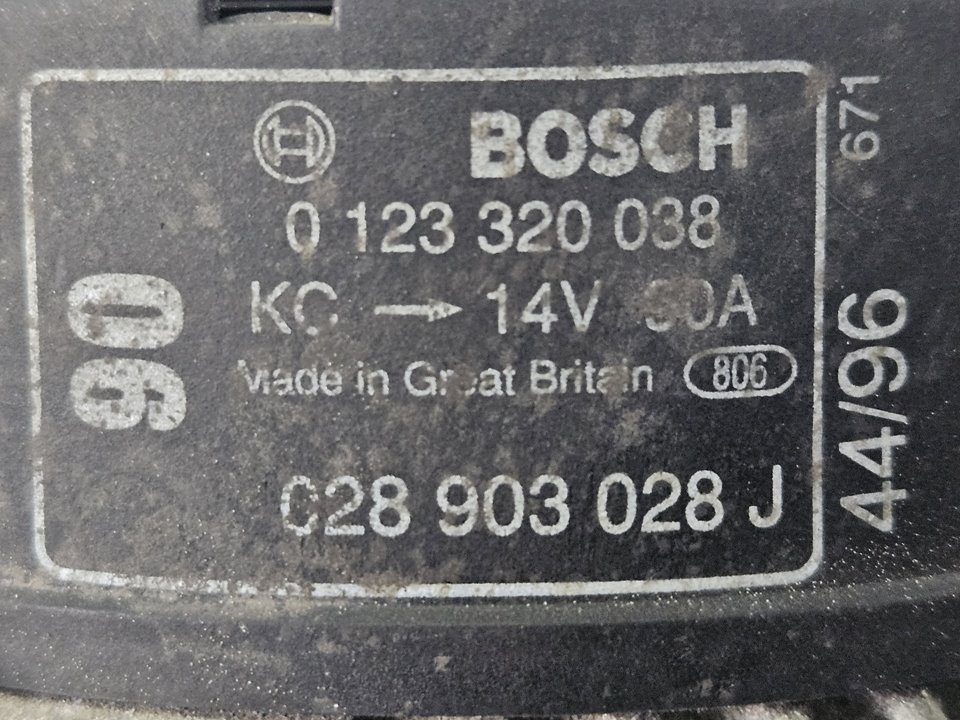 BOSCH
0 123 320 038
KC → 14V 90A
Made in Great Britain 806
028 903 028 J
90
44/96
671